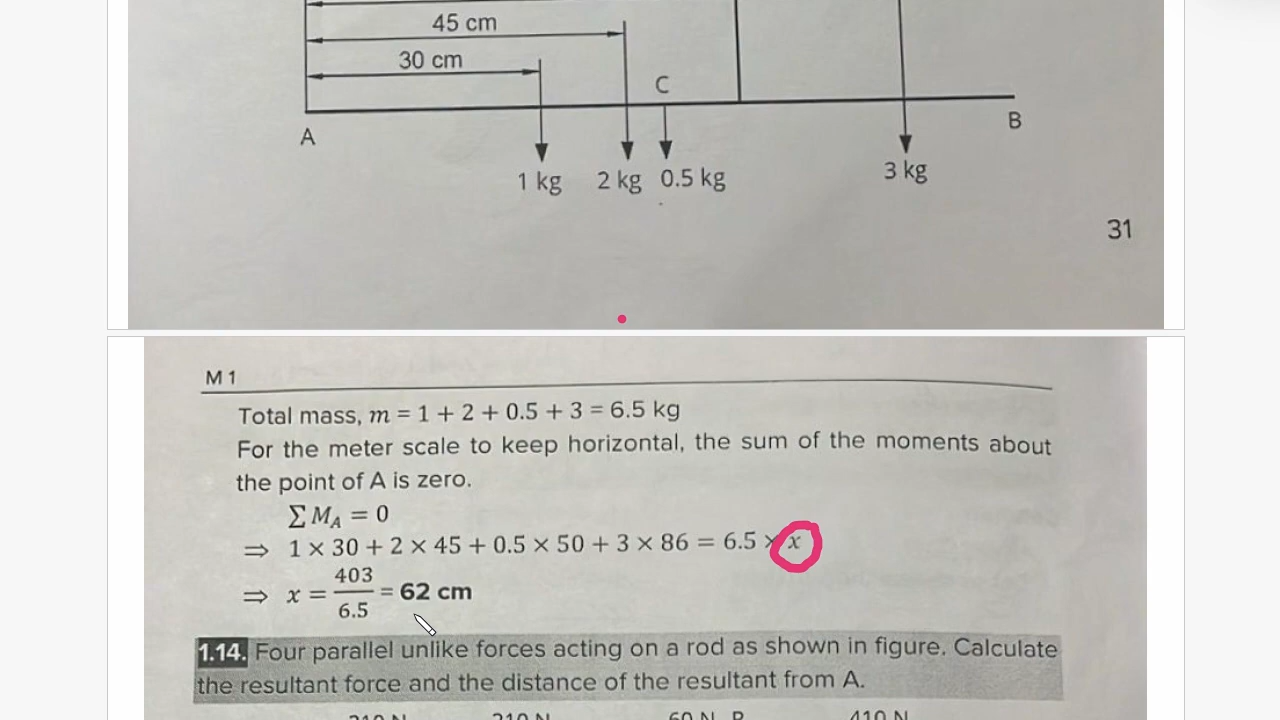 45 cm
30 cm
C
A
B
1 kg 2 kg 0.5 kg 3 kg
31
M 1
Total mass, m = 1 + 2 + 0.5 + 3 = 6.5 kg
For the meter scale to keep horizontal, the sum of the moments about
the point of A is zero.
∑ M_A = 0
⇒ 1 × 30 + 2 × 45 + 0.5 × 50 + 3 × 86 = 6.5 × x
⇒ x = 403/6.5 = 62 cm
1.14. Four parallel unlike forces acting on a rod as shown in figure. Calculate
the resultant force and the distance of the resultant from A.